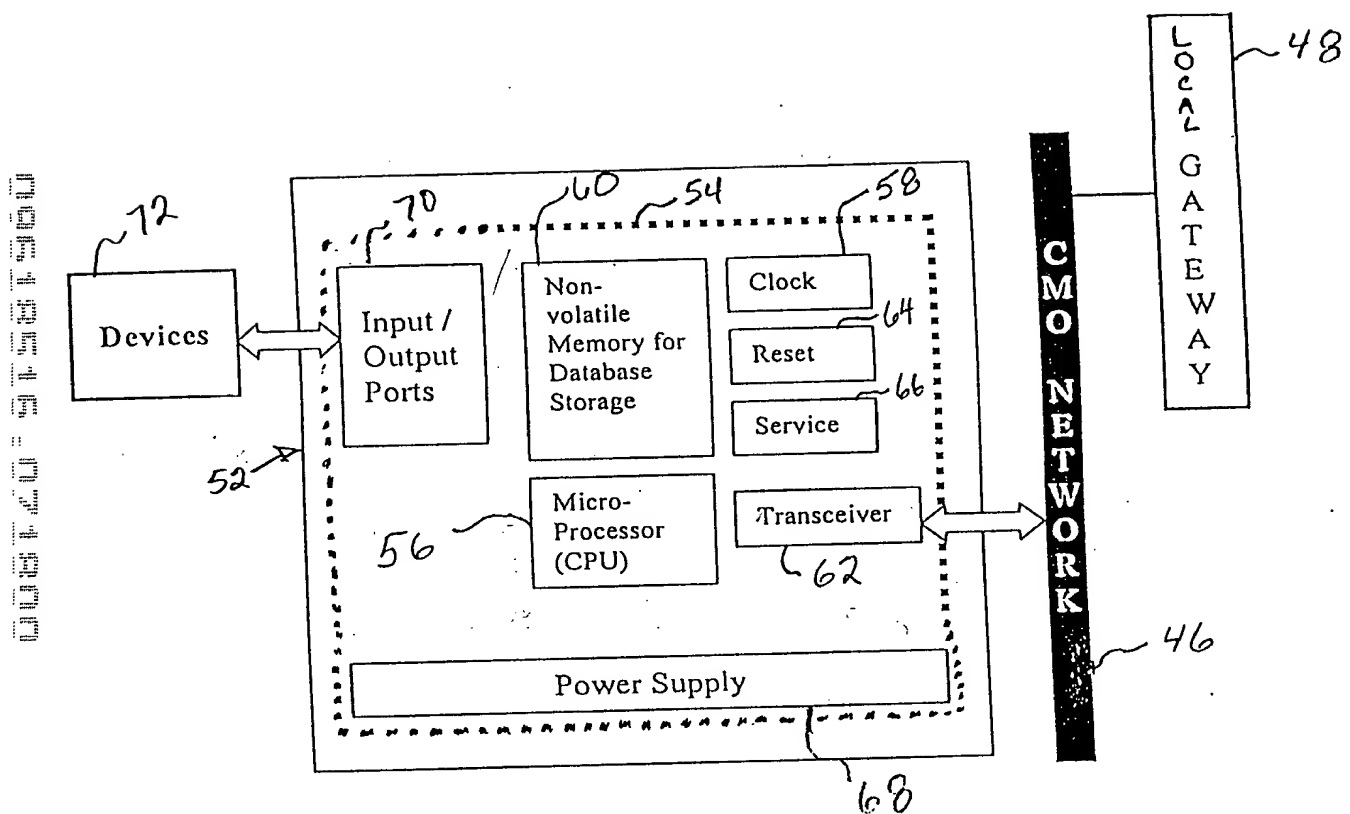 LOCAL GATEWAY
48
72
Devices
70
Input /
Output
Ports
60
54
Non-
volatile
Memory for
Database
Storage
58
Clock
64
Reset
66
Service
52
56
Micro-
Processor
(CPU)
Transceiver
62
CMO NETWORK
46
Power Supply
68